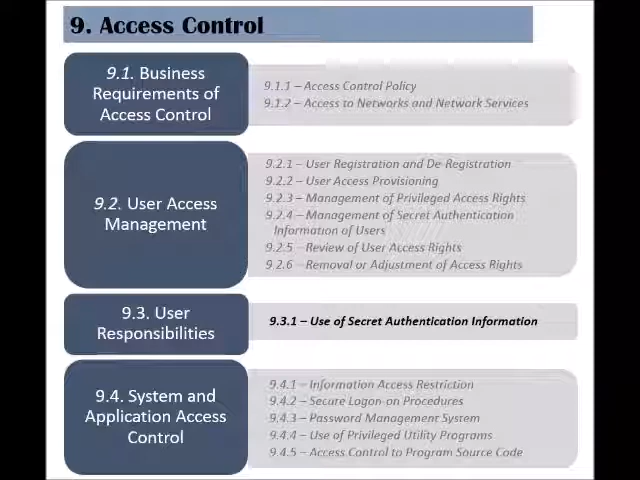 9. Access Control
9.1. Business
Requirements of
Access Control
9.1.1 – Access Control Policy
9.1.2 – Access to Networks and Network Services
9.2. User Access
Management
9.2.1 – User Registration and De-Registration
9.2.2 – User Access Provisioning
9.2.3 – Management of Privileged Access Rights
9.2.4 – Management of Secret Authentication
Information of Users
9.2.5 – Review of User Access Rights
9.2.6 – Removal or Adjustment of Access Rights
9.3. User
Responsibilities
9.3.1 – Use of Secret Authentication Information
9.4. System and
Application Access
Control
9.4.1 – Information Access Restriction
9.4.2 – Secure Logon-on Procedures
9.4.3 – Password Management System
9.4.4 – Use of Privileged Utility Programs
9.4.5 – Access Control to Program Source Code